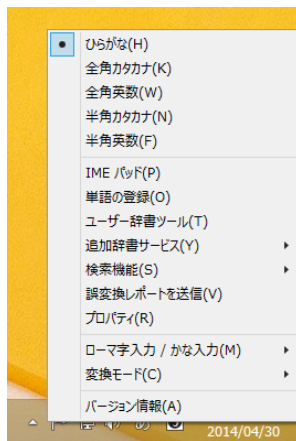 ひらがな(H)
全角カタカナ(K)
全角英数(W)
半角カタカナ(N)
半角英数(F)
IME パッド(P)
単語の登録(O)
ユーザー辞書ツール(T)
追加辞書サービス(Y)
検索機能(S)
誤変換レポートを送信(V)
プロパティ(R)
ローマ字入力 / かな入力(M)
変換モード(C)
バージョン情報(A)
あ
2014/04/30